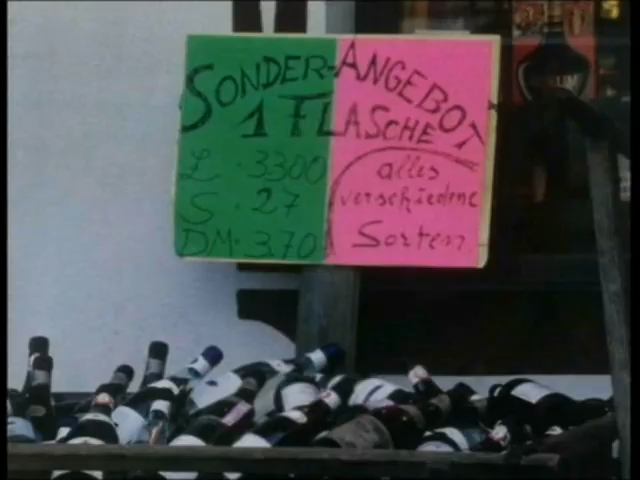 SONDER-ANGEBOT
1 FLASCHE
L . 3300
S . 27
DM . 3.70
alles
verschiedene
Sorten